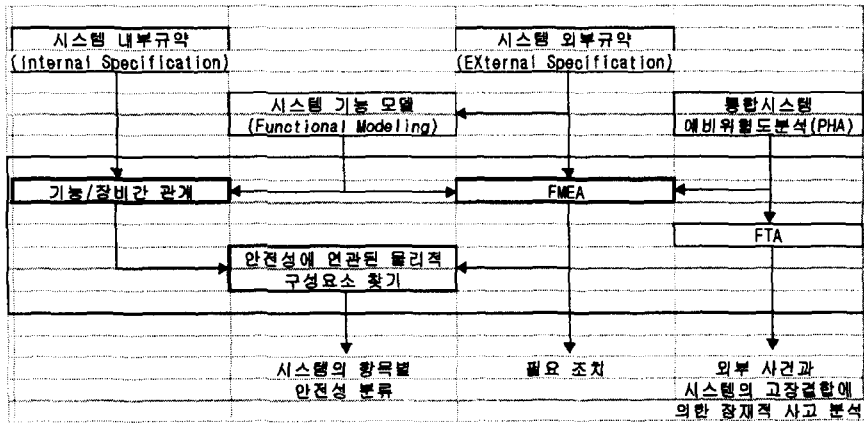 시스템 내부규약
(Internal Specification)
시스템 외부규약
(EXternal Specification)
시스템 기능 모델
(Functional Modeling)
통합시스템
예비위험도분석(PHA)
기능/장비간 관계
FMEA
FTA
안전성에 연관된 물리적
구성요소 찾기
시스템의 항목별
안전성 분류
필요 조치
외부 사건과
시스템의 고장결합에
의한 잠재적 사고 분석